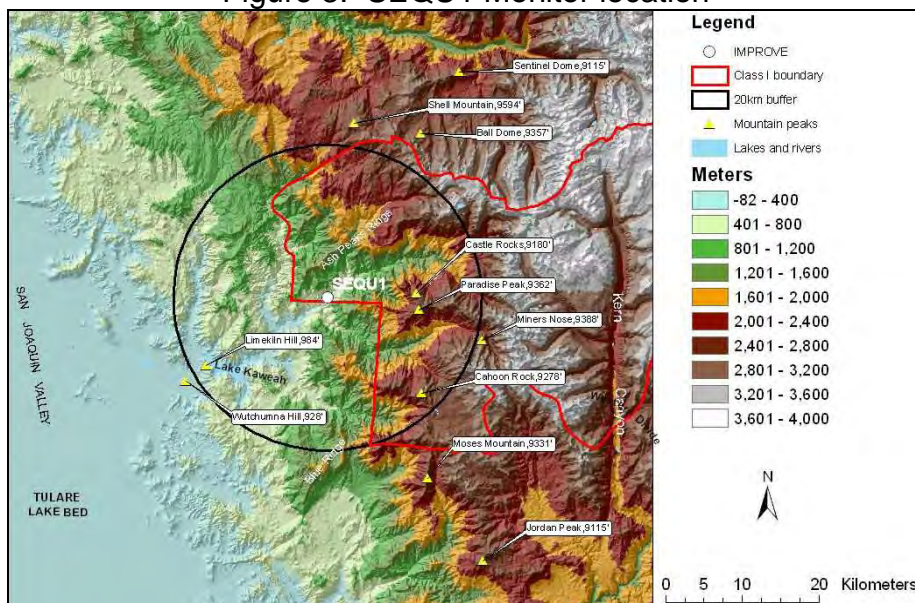 Figure 3. SEQU1 Monitor location
Sentinel Dome,9115'
Shell Mountain,9594'
Ball Dome,9357'
Ash Peaks Ridge
Castle Rocks,9180'
SEQU1
Paradise Peak,9362'
Kern
Canyon
SAN JOAQUIN VALLEY
Miners Nose,9388'
Limekiln Hill,984'
Lake Kaweah
Cahoon Rock,9278'
Wutchumna Hill,928'
Blue Ridge
Moses Mountain,9331'
TULARE
LAKE BED
Jordan Peak,9115'
Legend
IMPROVE
Class I boundary
20km buffer
Mountain peaks
Lakes and rivers
Meters
-82 - 400
401 - 800
801 - 1,200
1,201 - 1,600
1,601 - 2,000
2,001 - 2,400
2,401 - 2,800
2,801 - 3,200
3,201 - 3,600
3,601 - 4,000
N
0 5 10 20 Kilometers